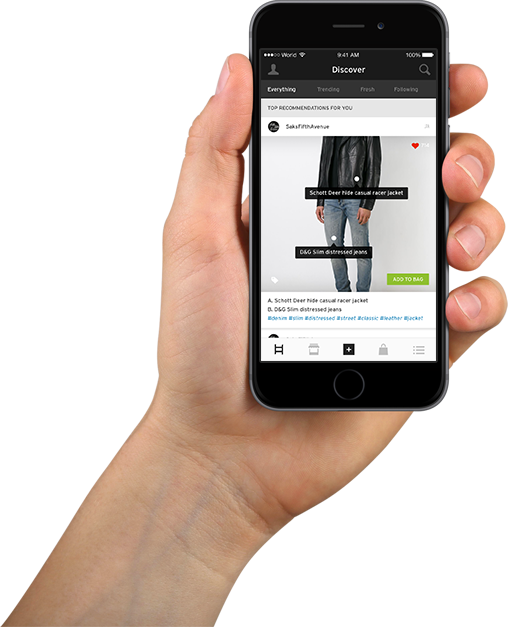 World 9:41 AM 100%
Discover
Everything Trending Fresh Following
TOP RECOMMENDATIONS FOR YOU
SaksFifthAvenue
Schott Deer hide casual racer jacket
D&G Slim distressed jeans
ADD TO BAG
A. Schott Deer hide casual racer jacket
B. D&G Slim distressed jeans
#denim #slim #distressed #street #classic #leather #jacket